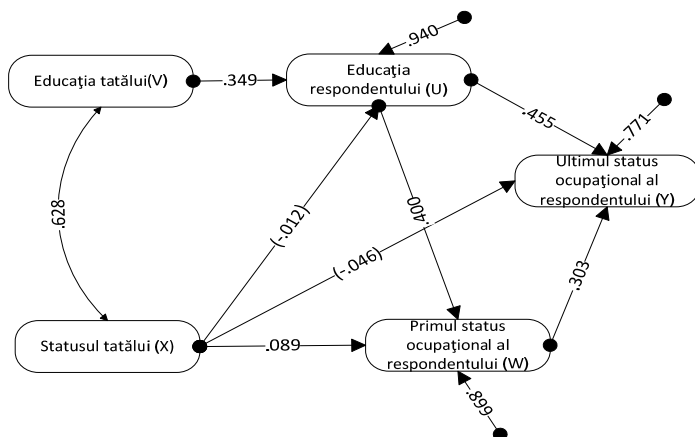 .940
Educaţia tatălui(V)
.349
Educaţia
respondentului (U)
.455
.771
Ultimul status
ocupaţional al
respondentului (Y)
.628
(-.012)
.400
(-.046)
.303
Statusul tatălui (X)
.089
Primul status
ocupaţional al
respondentului (W)
.899